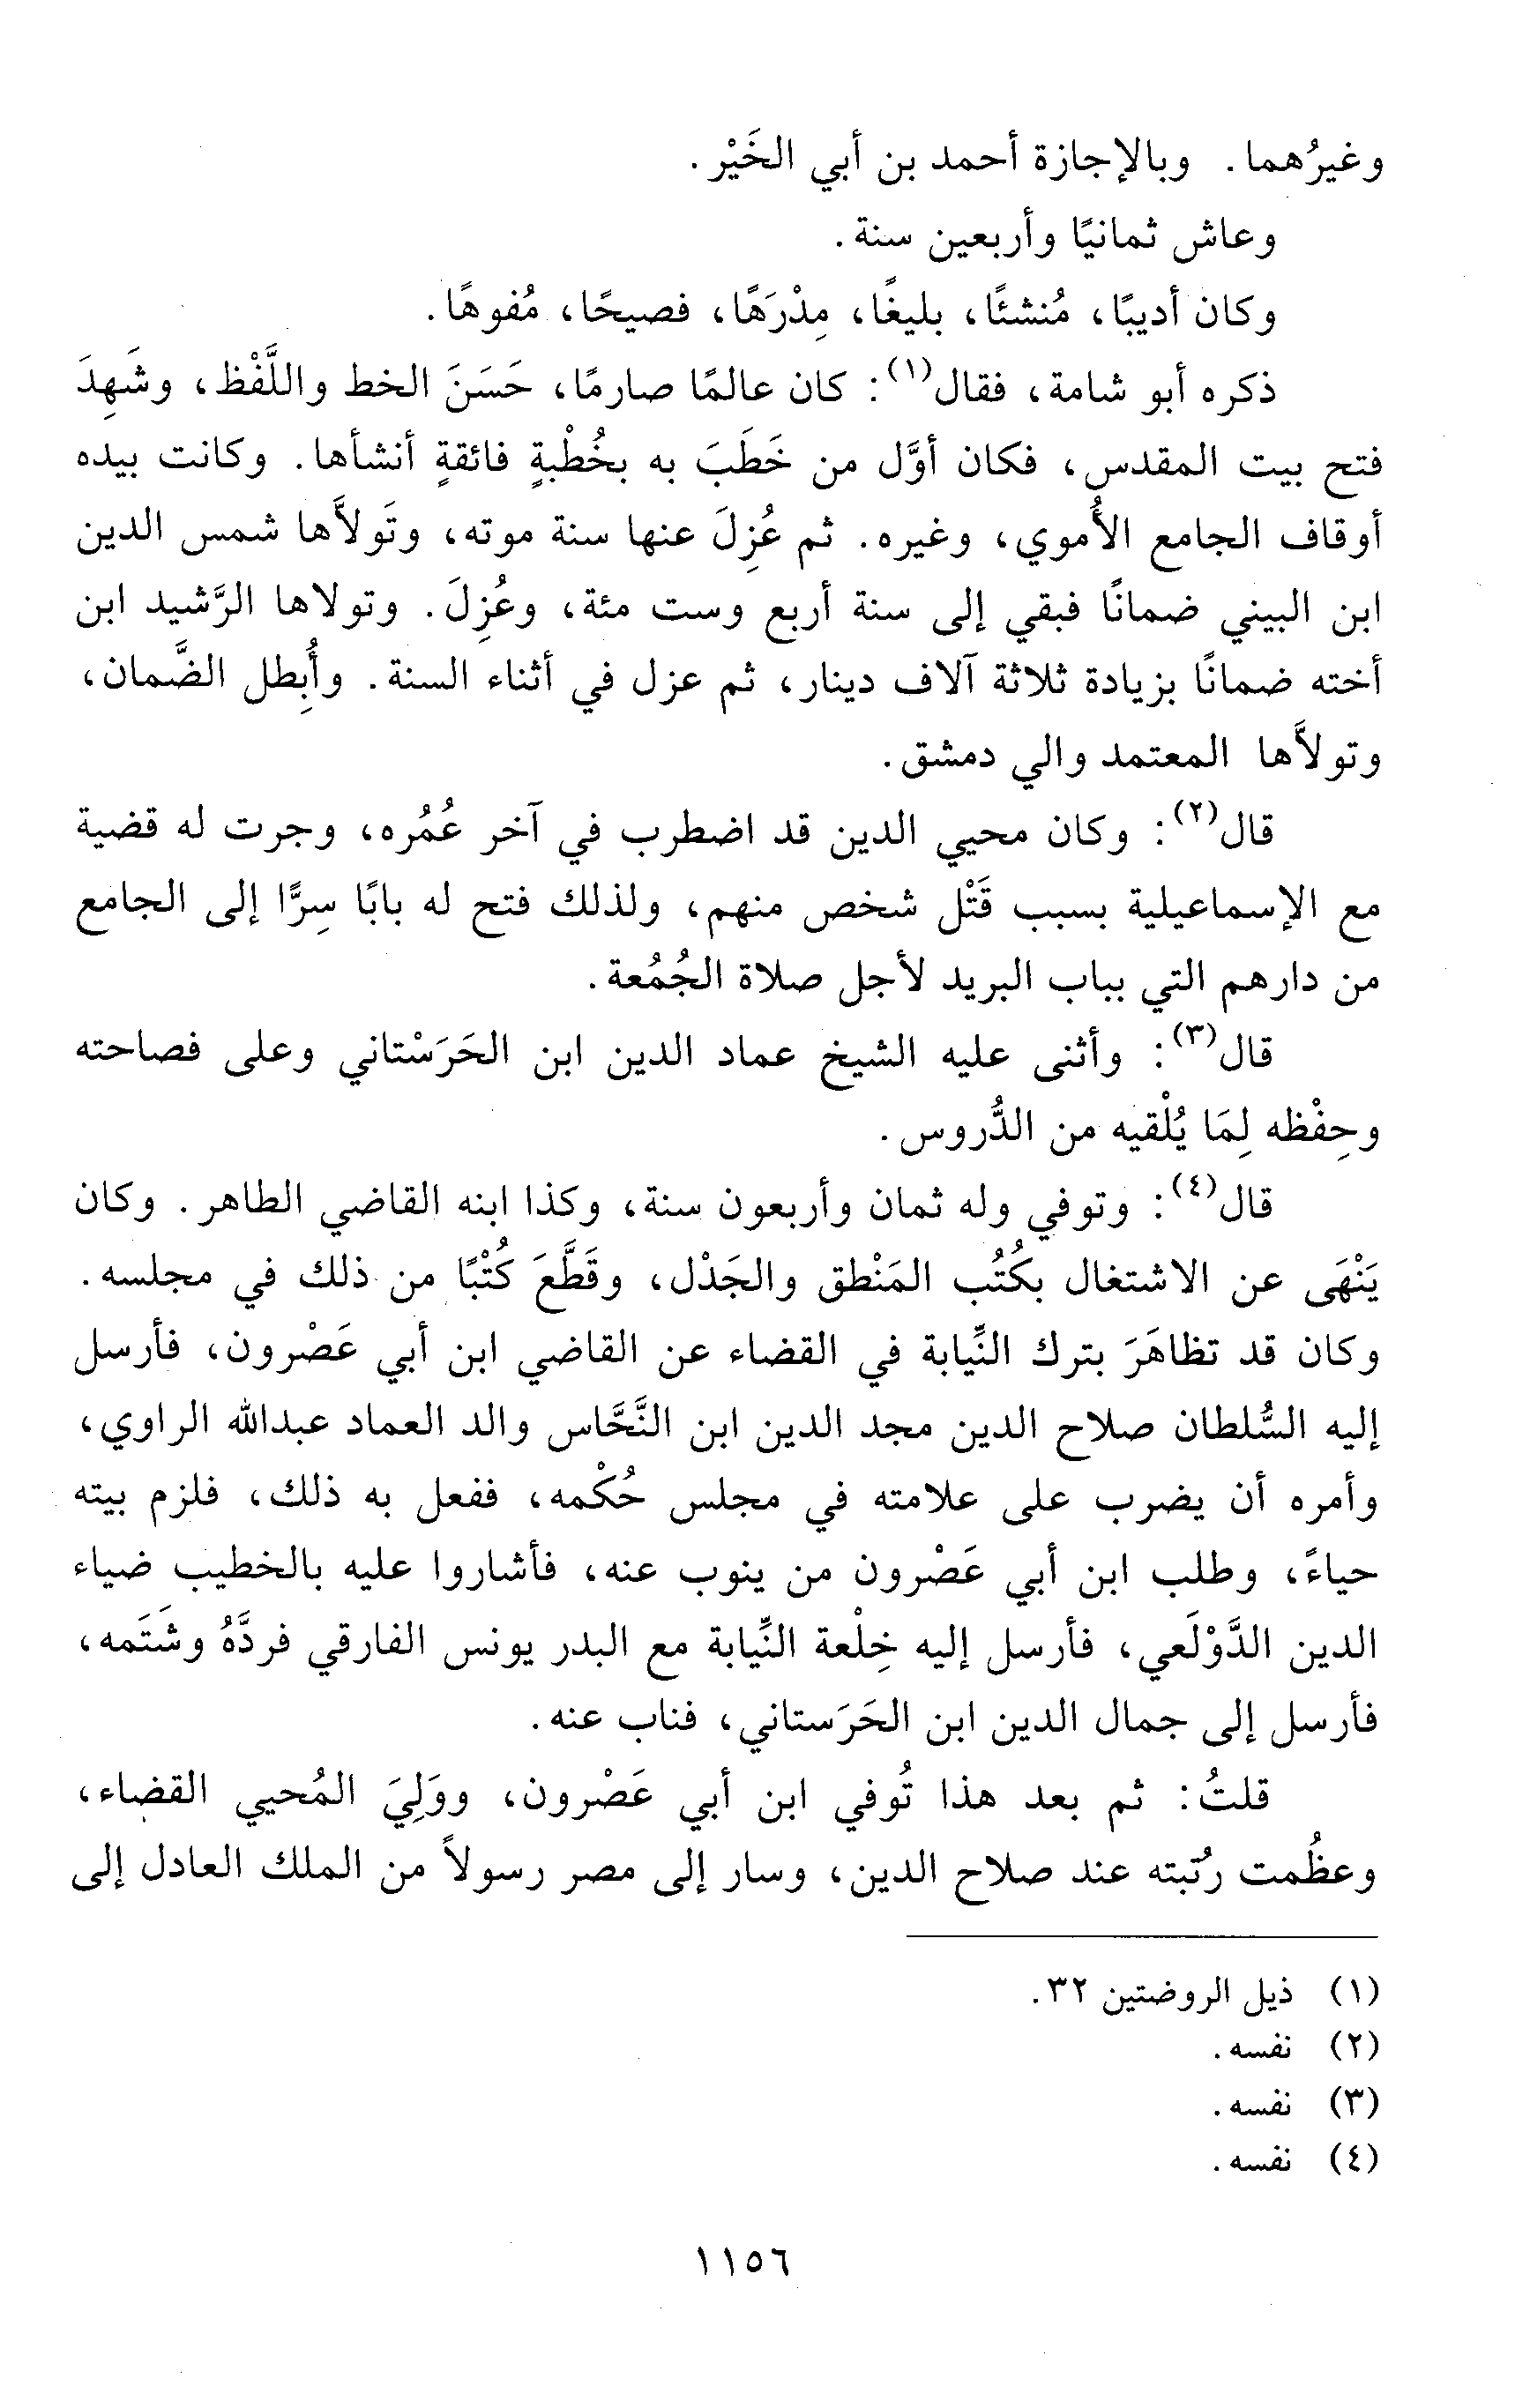 وغيرُهما. وبالإجازة أحمد بن أبي الخَيْر.
وعاش ثمانيًا وأربعين سنة.
وكان أديبًا، مُنشئًا، بليغًا، مِدْرَهًا، فصيحًا، مُفوهًا.
ذكره أبو شامة، فقال(١): كان عالمًا صارمًا، حَسَنَ الخط واللَّفْظ، وشَهِدَ
فتح بيت المقدس، فكان أوَّل من خَطَبَ به بخُطْبةٍ فائقةٍ أنشأها. وكانت بيده
أوقاف الجامع الأُموي، وغيره. ثم عُزِلَ عنها سنة موته، وتَولاَّها شمس الدين
ابن البيني ضمانًا فبقي إلى سنة أربع وست مئة، وعُزِلَ. وتولاها الرَّشيد ابن
أخته ضمانًا بزيادة ثلاثة آلاف دينار، ثم عزل في أثناء السنة. وأُبِطل الضَّمان،
وتولاَّها المعتمد والي دمشق.
قال(٢): وكان محيي الدين قد اضطرب في آخر عُمُره، وجرت له قضية
مع الإسماعيلية بسبب قَتْل شخص منهم، ولذلك فتح له بابًا سِرًّا إلى الجامع
من دارهم التي بباب البريد لأجل صلاة الجُمُعة.
قال(٣): وأثنى عليه الشيخ عماد الدين ابن الحَرَسْتاني وعلى فصاحته
وحِفْظه لِمَا يُلْقيه من الدُّروس.
قال(٤): وتوفي وله ثمان وأربعون سنة، وكذا ابنه القاضي الطاهر. وكان
يَنْهَى عن الاشتغال بكُتُب المَنْطق والجَدْل، وقَطَّعَ كُتْبًا من ذلك في مجلسه.
وكان قد تظاهَرَ بترك النِّيابة في القضاء عن القاضي ابن أبي عَصْرون، فأرسل
إليه السُّلطان صلاح الدين مجد الدين ابن النَّحَّاس والد العماد عبدالله الراوي،
وأمره أن يضرب على علامته في مجلس حُكْمه، ففعل به ذلك، فلزم بيته
حياءً، وطلب ابن أبي عَصْرون من ينوب عنه، فأشاروا عليه بالخطيب ضياء
الدين الدَّوْلَعي، فأرسل إليه خِلْعة النِّيابة مع البدر يونس الفارقي فردَّهُ وشَتَمه،
فأرسل إلى جمال الدين ابن الحَرَستاني، فناب عنه.
قلتُ: ثم بعد هذا تُوفي ابن أبي عَصْرون، ووَلِيَ المُحيي القضاء،
وعظُمت رُتبته عند صلاح الدين، وسار إلى مصر رسولاً من الملك العادل إلى
(١) ذيل الروضتين ٣٢.
(٢) نفسه.
(٣) نفسه.
(٤) نفسه.
١١٥٦